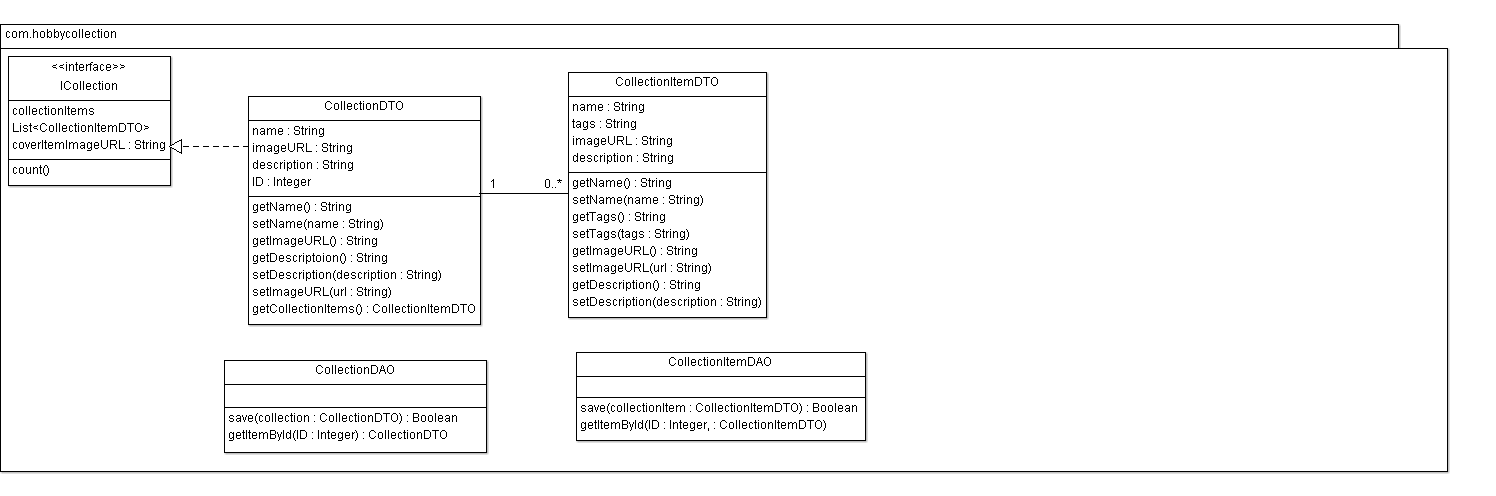 com.hobbycollection
<<interface>>
ICollection
collectionItems
List<CollectionItemDTO>
coverItemImageURL : String
count()
CollectionDTO
name : String
imageURL : String
description : String
ID : Integer
getName() : String
setName(name : String)
getImageURL() : String
getDescriptoion() : String
setDescription(description : String)
setImageURL(url : String)
getCollectionItems() : CollectionItemDTO
1
0..*
CollectionItemDTO
name : String
tags : String
imageURL : String
description : String
getName() : String
setName(name : String)
getTags() : String
setTags(tags : String)
getImageURL() : String
setImageURL(url : String)
getDescription() : String
setDescription(description : String)
CollectionDAO
save(collection : CollectionDTO) : Boolean
getItemById(ID : Integer) : CollectionDTO
CollectionItemDAO
save(collectionItem : CollectionItemDTO) : Boolean
getItemById(ID : Integer, : CollectionItemDTO)